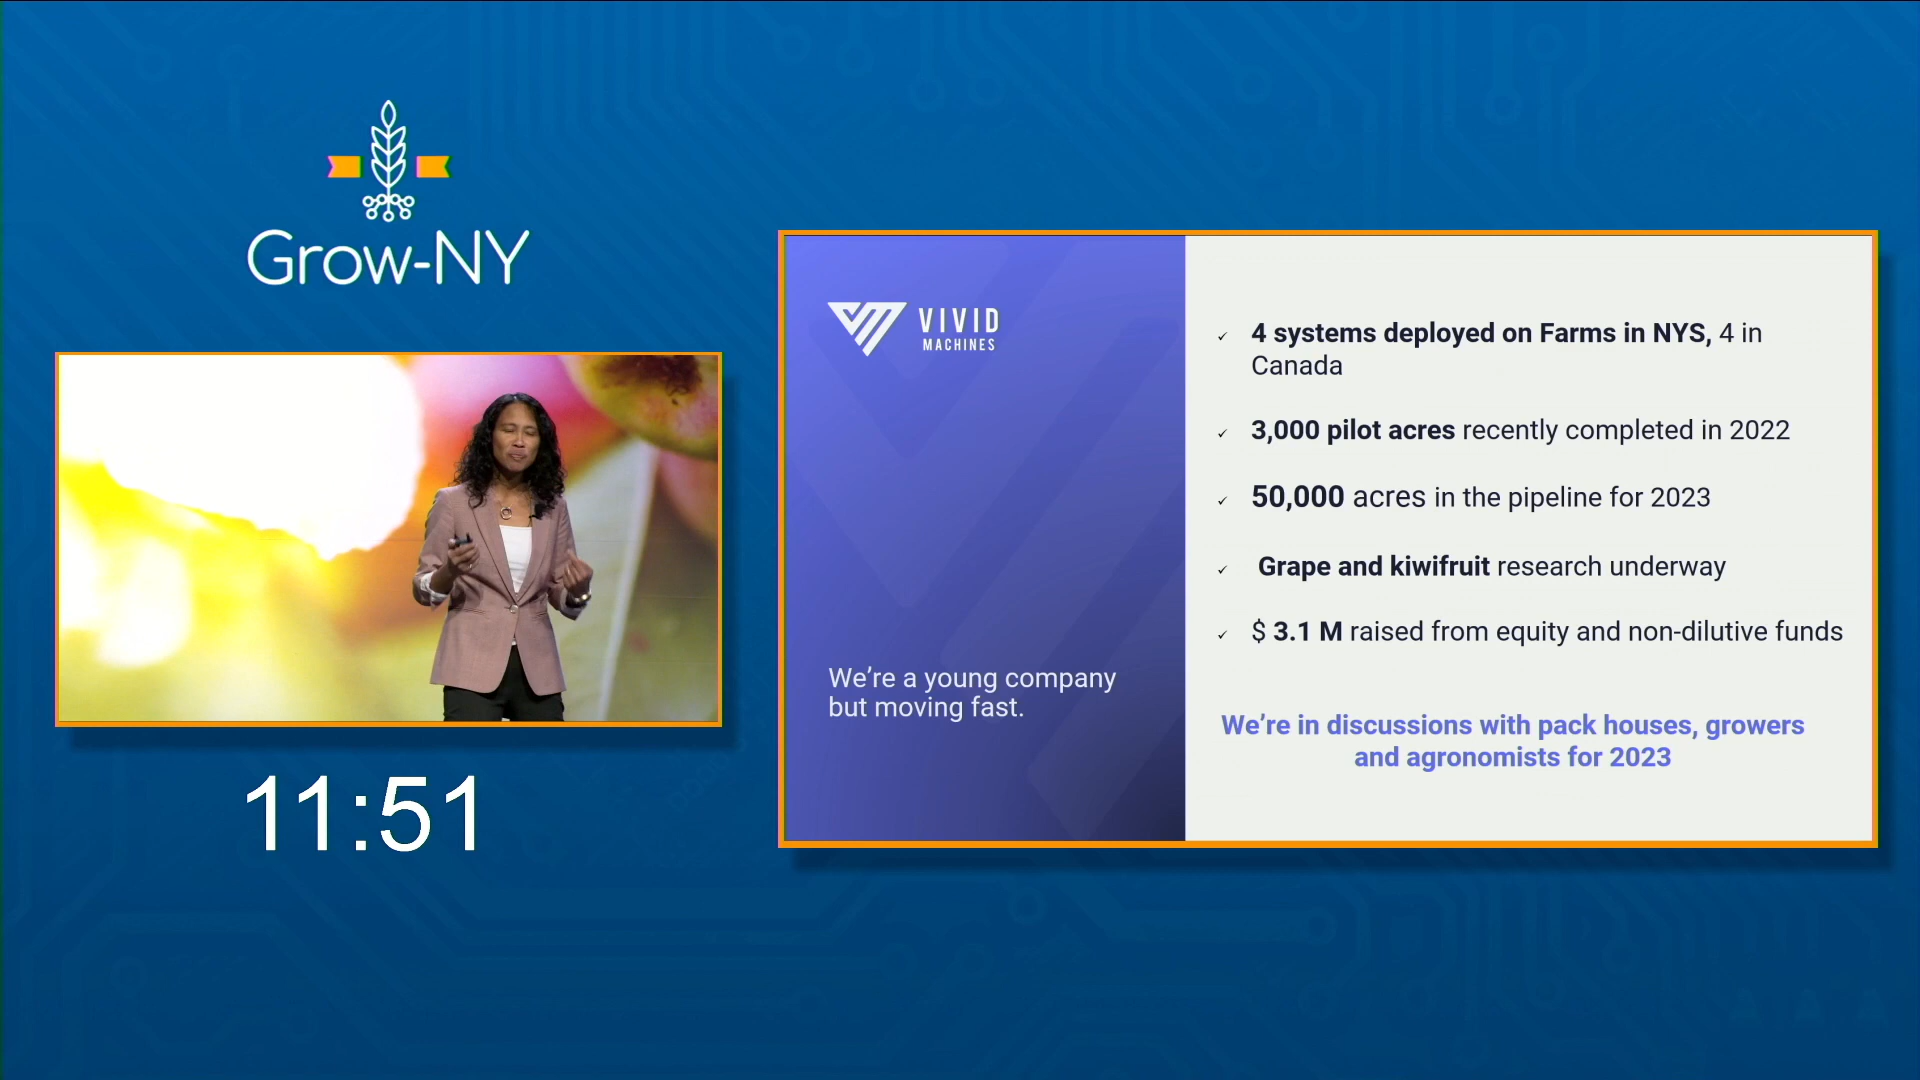 Grow-NY
11:51
VIVID
MACHINES
We're a young company
but moving fast.
4 systems deployed on Farms in NYS, 4 in
Canada
3,000 pilot acres recently completed in 2022
50,000 acres in the pipeline for 2023
Grape and kiwifruit research underway
$ 3.1 M raised from equity and non-dilutive funds
We're in discussions with pack houses, growers
and agronomists for 2023